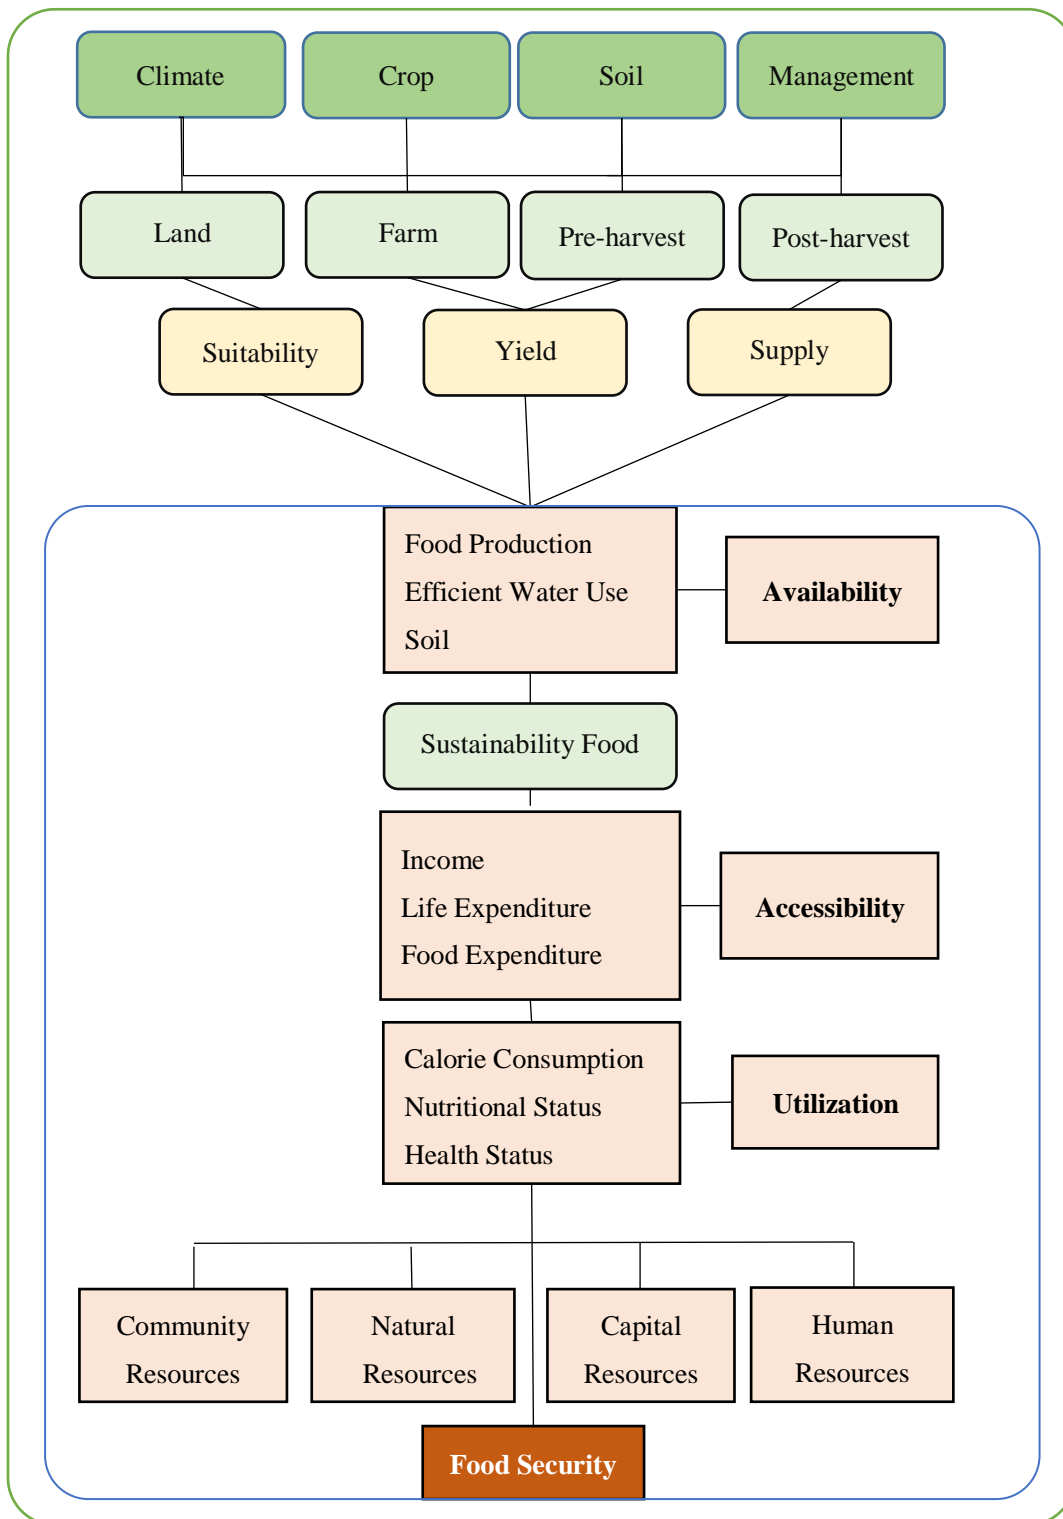 Climate
Crop
Soil
Management
Land
Farm
Pre-harvest
Post-harvest
Suitability
Yield
Supply
Food Production
Efficient Water Use
Soil
Availability
Sustainability Food
Income
Life Expenditure
Food Expenditure
Accessibility
Calorie Consumption
Nutritional Status
Health Status
Utilization
Community
Resources
Natural
Resources
Capital
Resources
Human
Resources
Food Security